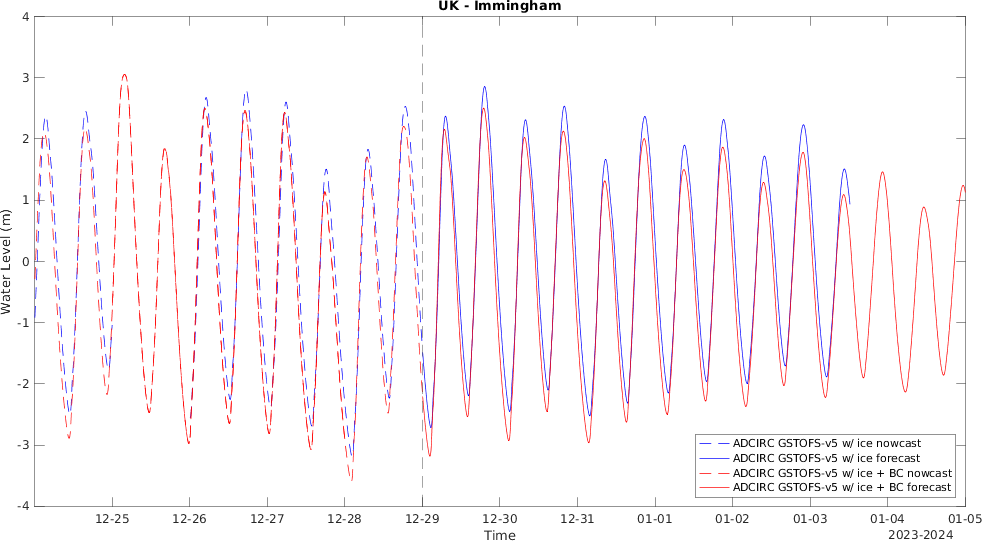 UK - Immingham
4
3
2
1
0
-1
-2
-3
-4
Water Level (m)
ADCIRC GSTOFS-v5 w/ ice nowcast
ADCIRC GSTOFS-v5 w/ ice forecast
ADCIRC GSTOFS-v5 w/ ice + BC nowcast
ADCIRC GSTOFS-v5 w/ ice + BC forecast
12-25 12-26 12-27 12-28 12-29 12-30 12-31 01-01 01-02 01-03 01-04 01-05
Time
2023-2024